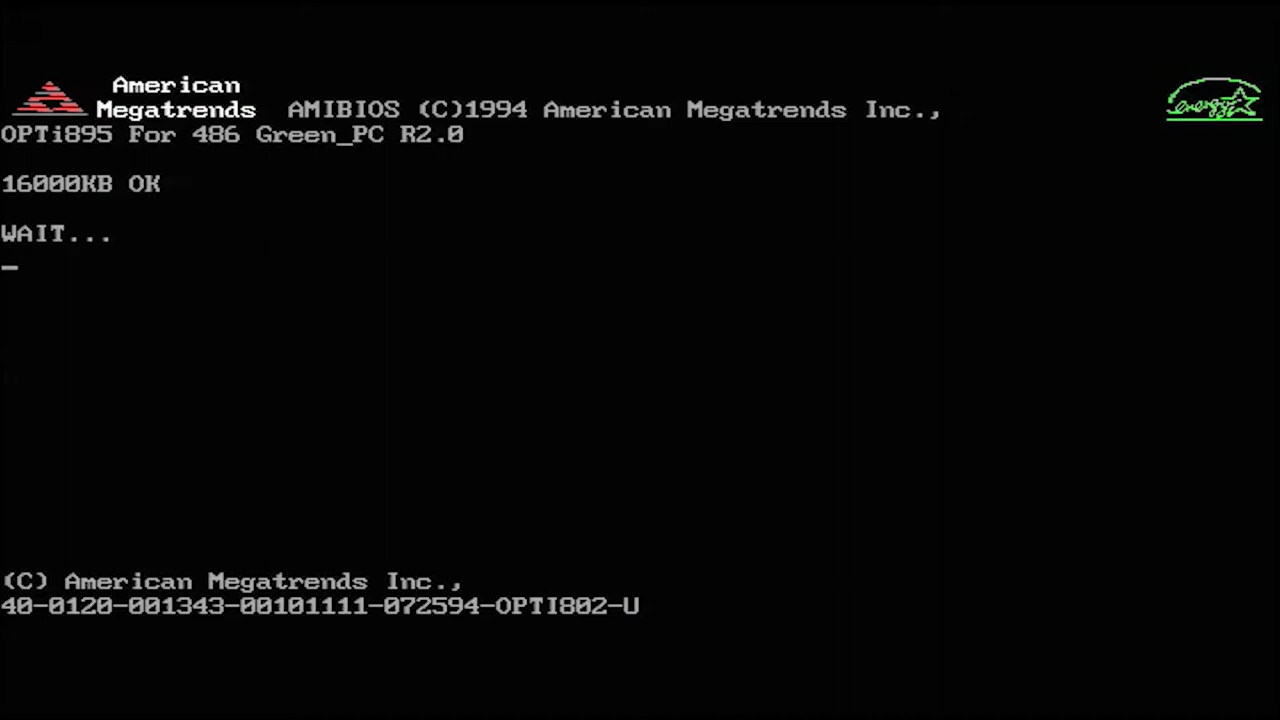 American
Megatrends AMIBIOS (C)1994 American Megatrends Inc.,
energy
OPTi895 For 486 Green_PC R2.0
16000KB OK
WAIT...
(C) American Megatrends Inc.,
40-0120-001343-00101111-072594-OPTI802-U